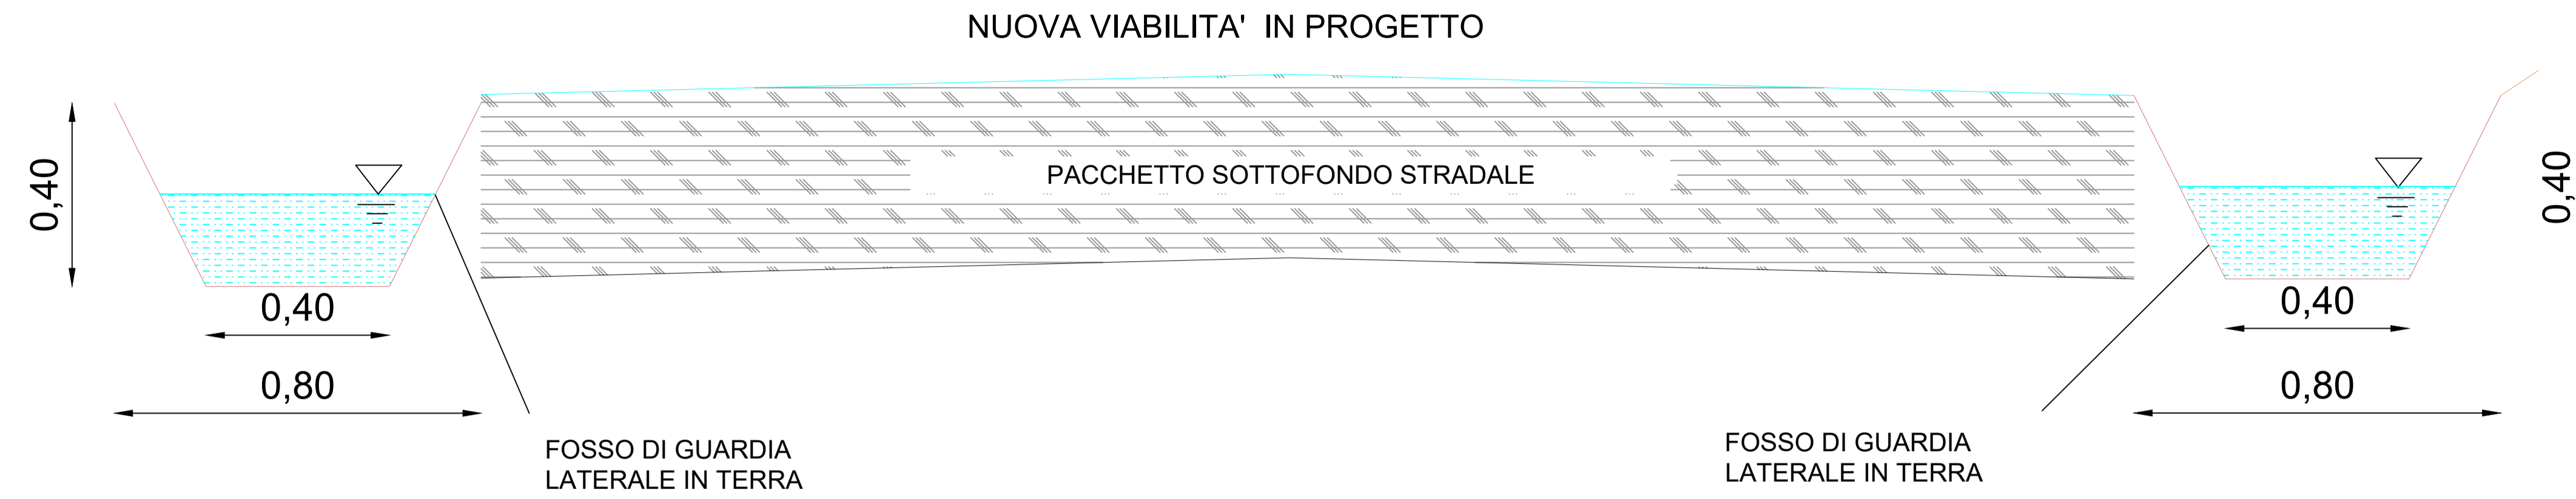 NUOVA VIABILITA' IN PROGETTO
PACCHETTO SOTTOFONDO STRADALE
0,40
0,40
0,80
FOSSO DI GUARDIA
LATERALE IN TERRA
0,40
0,40
0,80
FOSSO DI GUARDIA
LATERALE IN TERRA